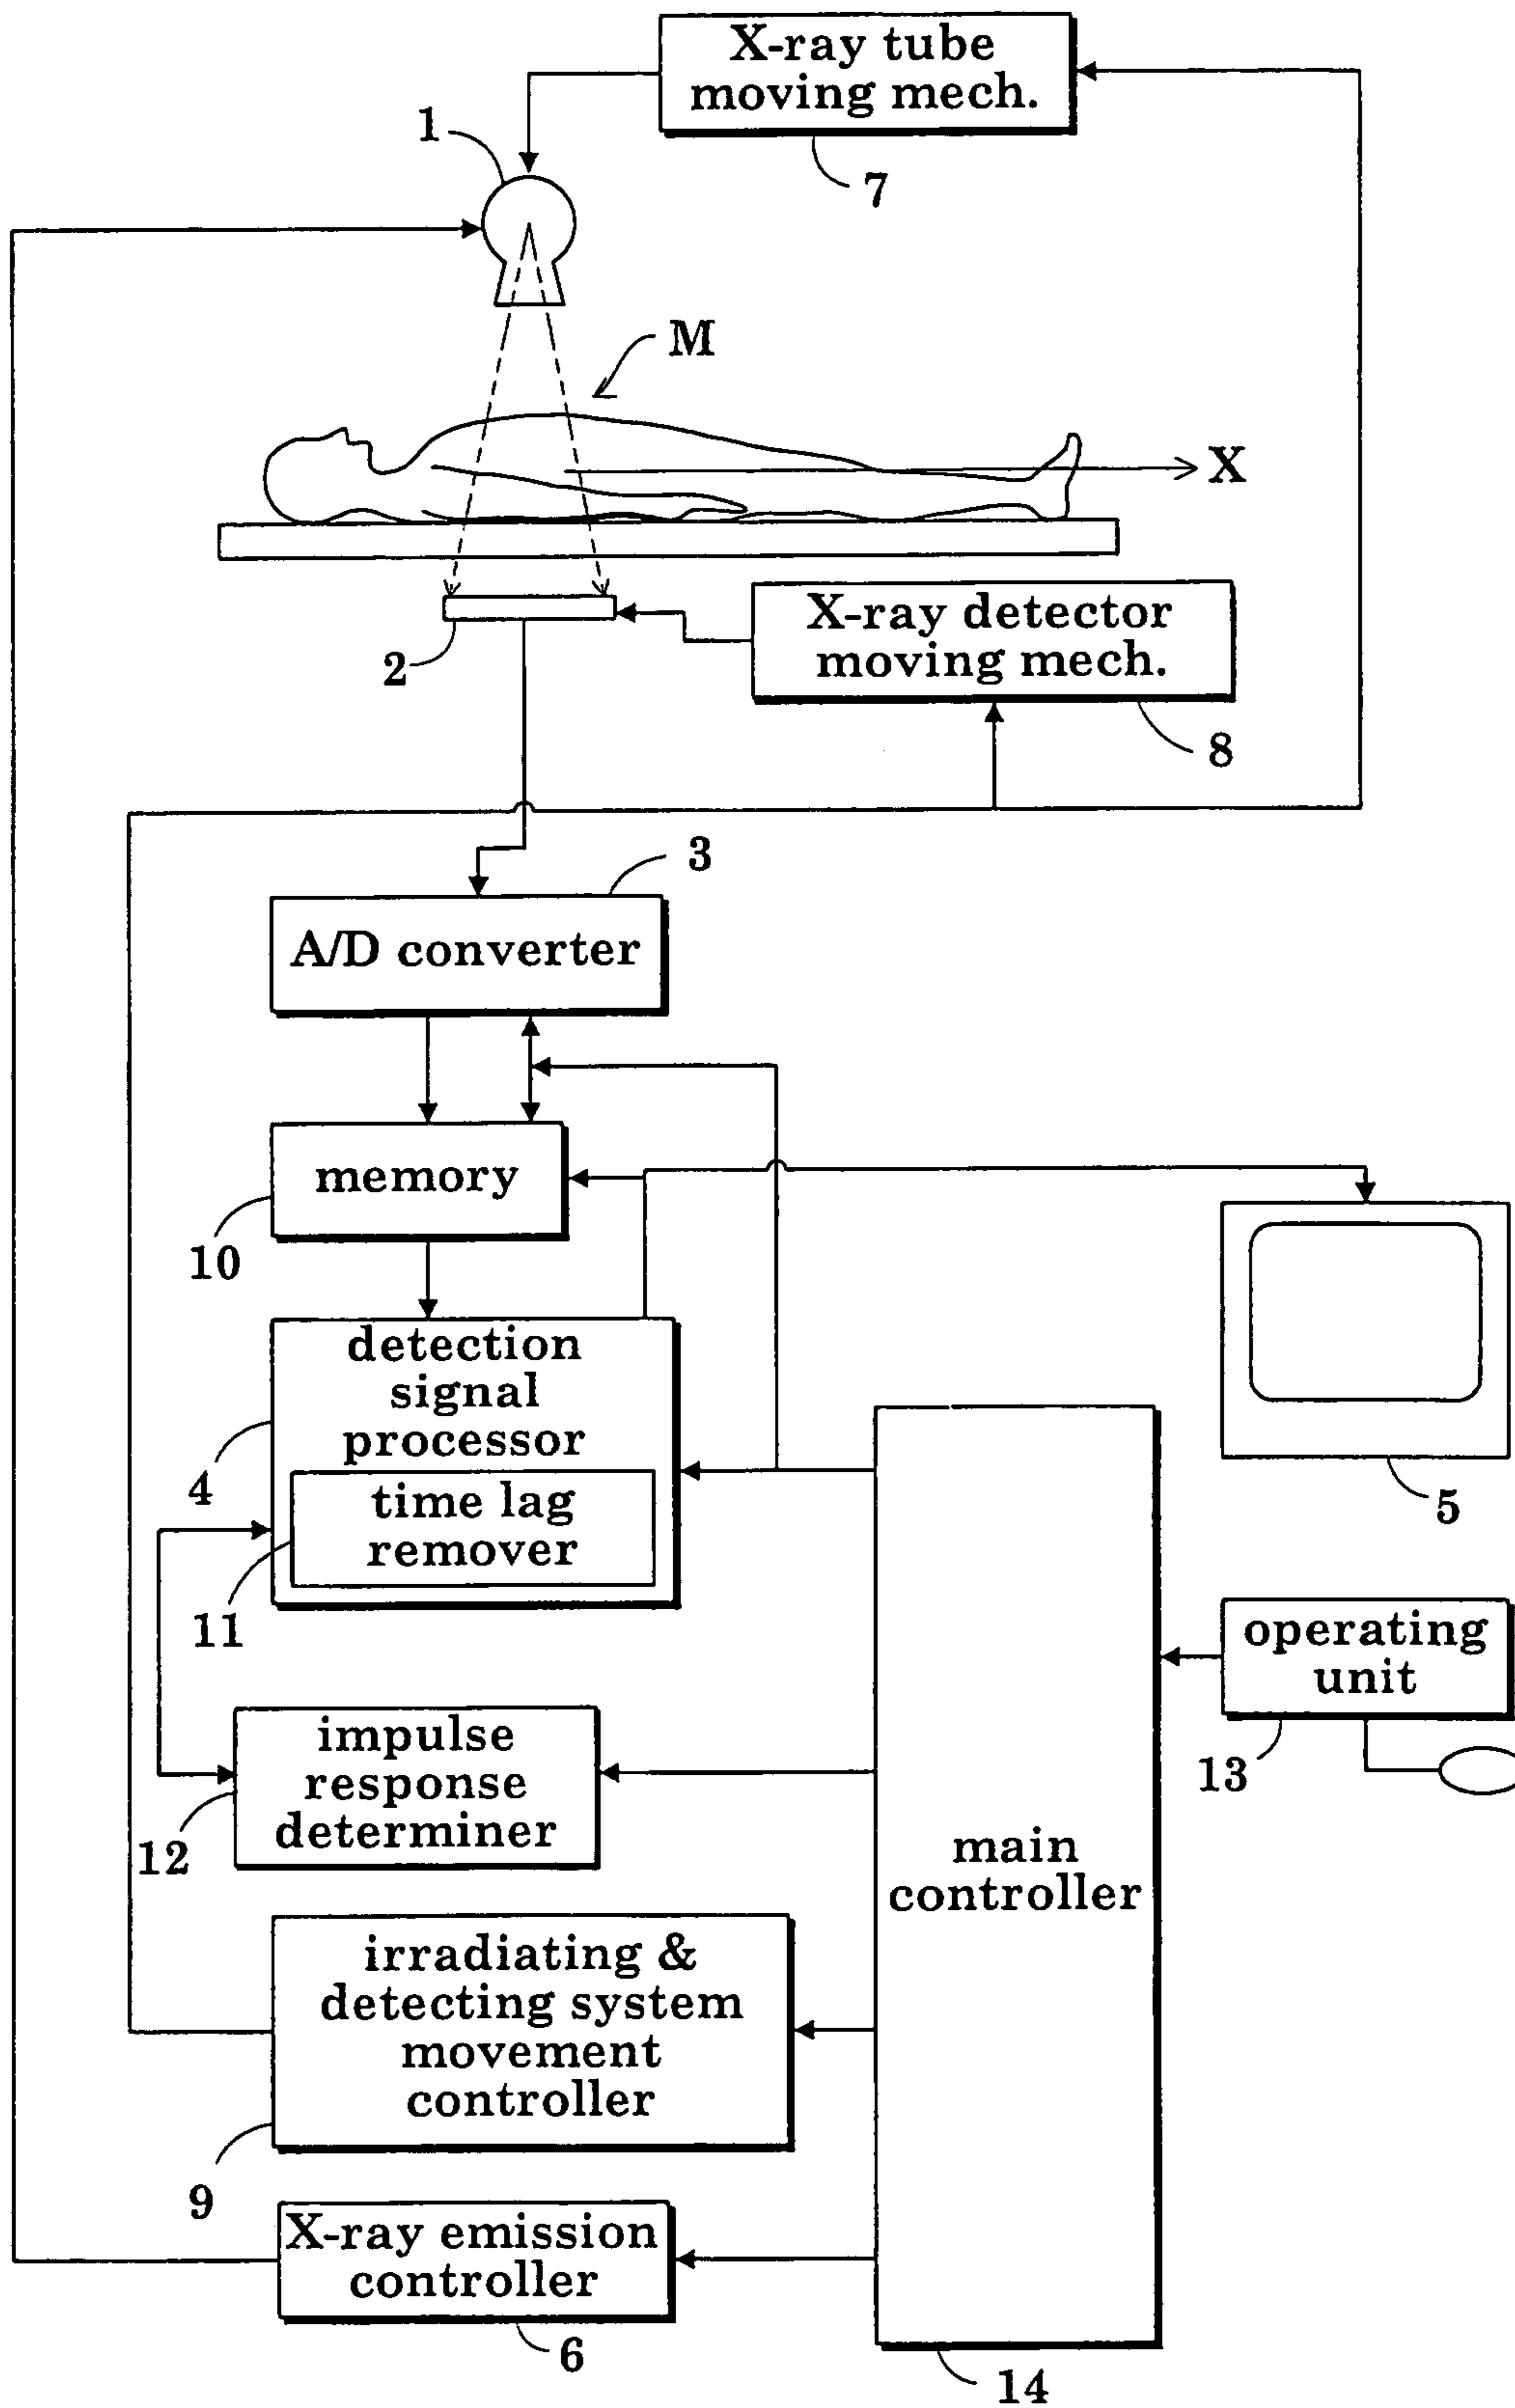 X-ray tube
moving mech.
1
7
M
X
X-ray detector
moving mech.
2
8
3
A/D converter
memory
10
detection
signal
processor
4
time lag
remover
11
5
operating
unit
13
impulse
response
determiner
12
main
controller
irradiating &
detecting system
movement
controller
9
X-ray emission
controller
6
14